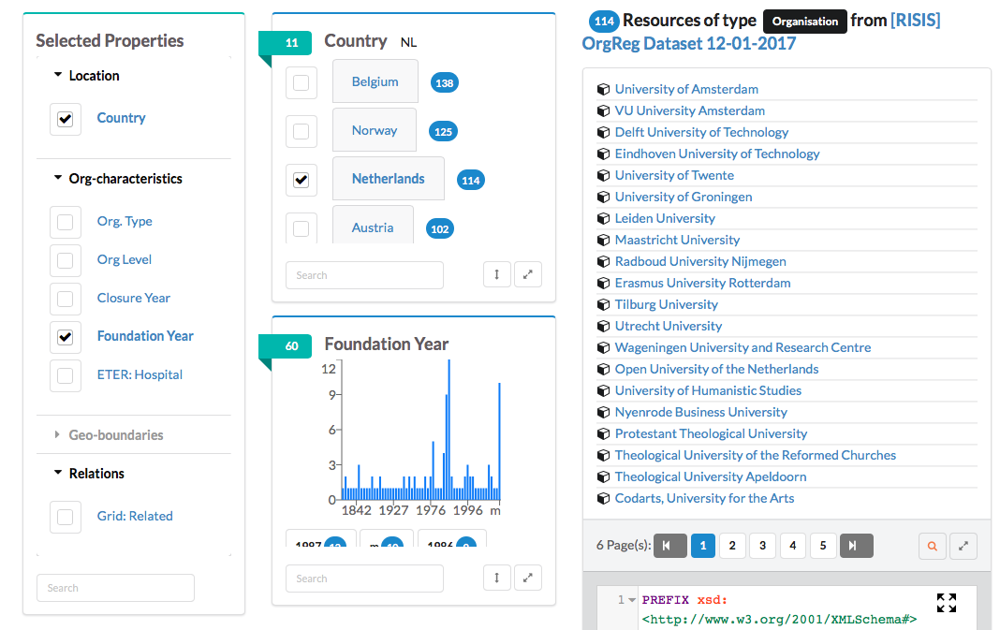 Selected Properties
Location
Country
Org-characteristics
Org. Type
Org Level
Closure Year
Foundation Year
ETER: Hospital
Geo-boundaries
Relations
Grid: Related
Search
11
Country NL
Belgium 138
Norway 125
Netherlands 114
Austria 102
Search
60
Foundation Year
12
9
6
3
0
1842 1927 1976 1996 m
1987 12 m 10 1986 9
Search
114 Resources of type Organisation from [RISIS]
OrgReg Dataset 12-01-2017
University of Amsterdam
VU University Amsterdam
Delft University of Technology
Eindhoven University of Technology
University of Twente
University of Groningen
Leiden University
Maastricht University
Radboud University Nijmegen
Erasmus University Rotterdam
Tilburg University
Utrecht University
Wageningen University and Research Centre
Open University of the Netherlands
University of Humanistic Studies
Nyenrode Business University
Protestant Theological University
Theological University of the Reformed Churches
Theological University Apeldoorn
Codarts, University for the Arts
6 Page(s): 1 2 3 4 5
1 PREFIX xsd:
<http://www.w3.org/2001/XMLSchema#>